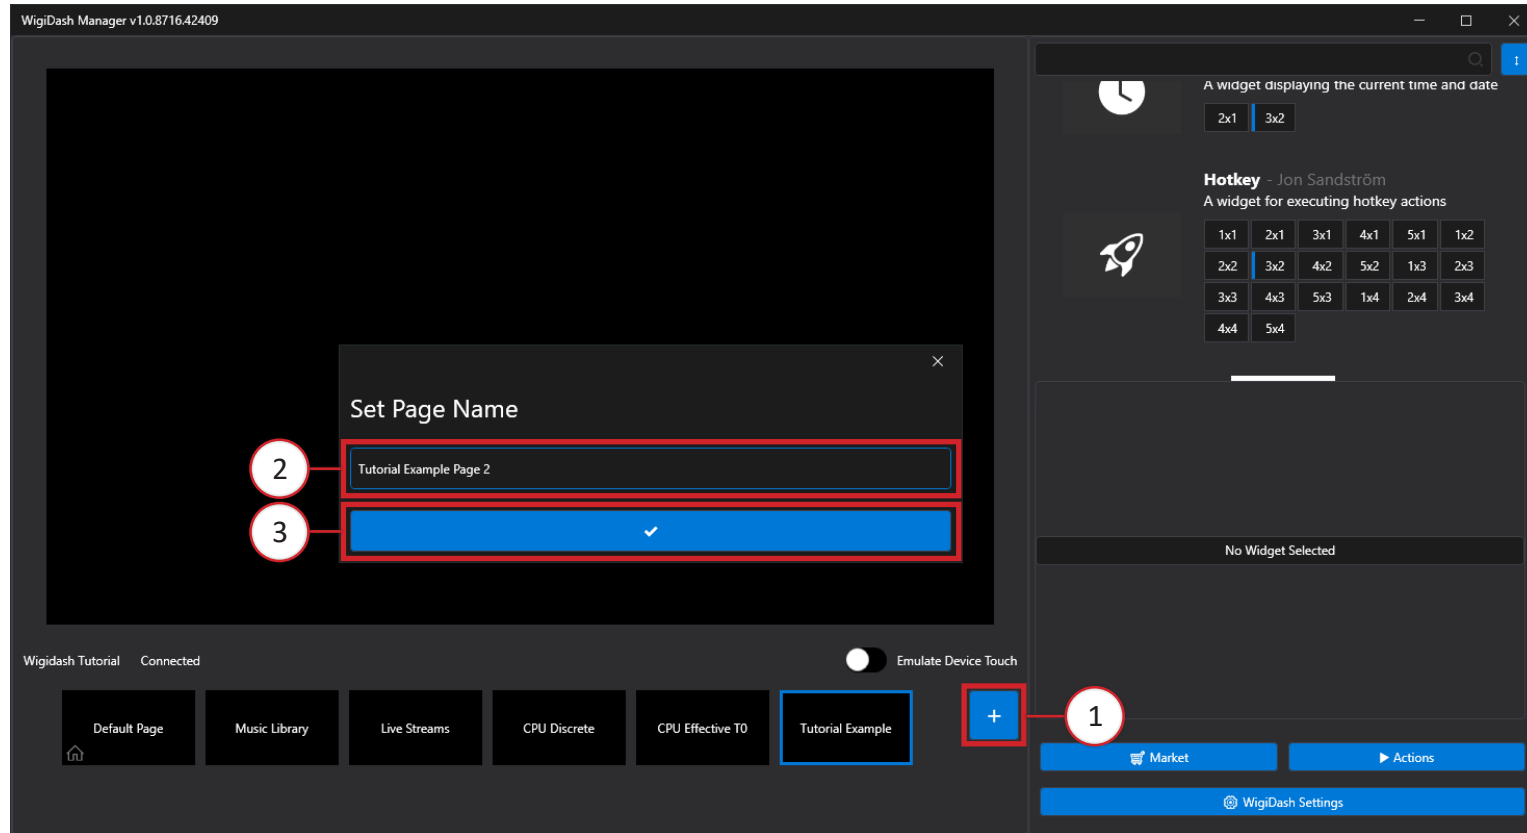 WigiDash Manager v1.0.8716.42409
A widget displaying the current time and date
2x1 3x2
Hotkey - Jon Sandström
A widget for executing hotkey actions
1x1 2x1 3x1 4x1 5x1 1x2
2x2 3x2 4x2 5x2 1x3 2x3
3x3 4x3 5x3 1x4 2x4 3x4
4x4 5x4
Set Page Name
2
Tutorial Example Page 2
3
No Widget Selected
Wigidash Tutorial Connected
Emulate Device Touch
Default Page
Music Library
Live Streams
CPU Discrete
CPU Effective T0
Tutorial Example
+
1
Market
Actions
WigiDash Settings